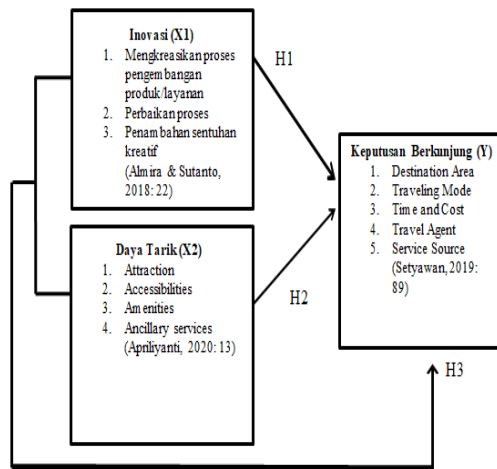 Inovasi (X1)
1. Mengkreasikan proses
pengembangan
produk/layanan
2. Perbaikan proses
3. Penambahan sentuhan
kreatif
(Almira & Sutanto,
2018: 22)
H1
Keputusan Berkunjung (Y)
1. Destination Area
2. Traveling Mode
3. Time and Cost
4. Travel Agent
5. Service Source
(Setyawan, 2019:
89)
Daya Tarik (X2)
1. Attraction
2. Accessibilities
3. Amenities
4. Ancillary services
(Apriliyanti, 2020: 13)
H2
H3